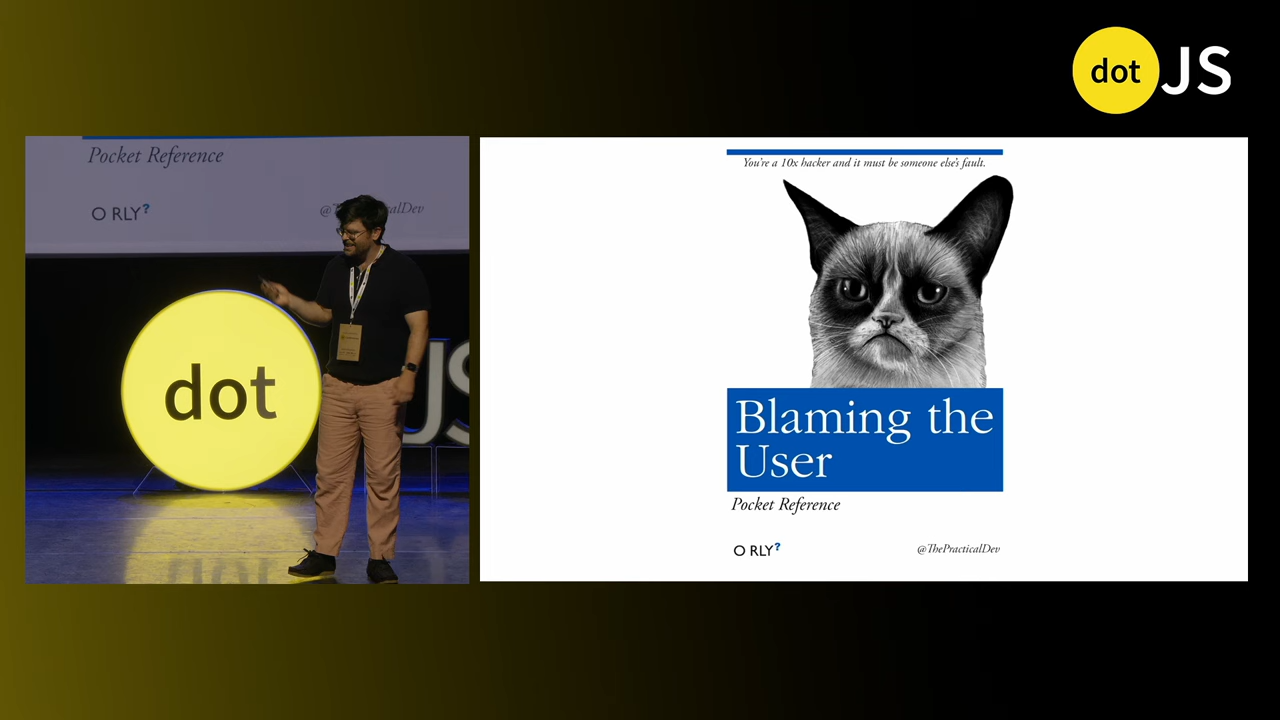 dot JS
Pocket Reference
O RLY?
dot
JS
You're a 10x hacker and it must be someone else's fault.
Blaming the
User
Pocket Reference
O RLY?
@ThePracticalDev